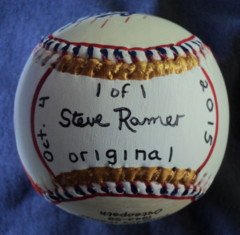 1 of 1
Steve Ramer
original
Oct. 4
2015